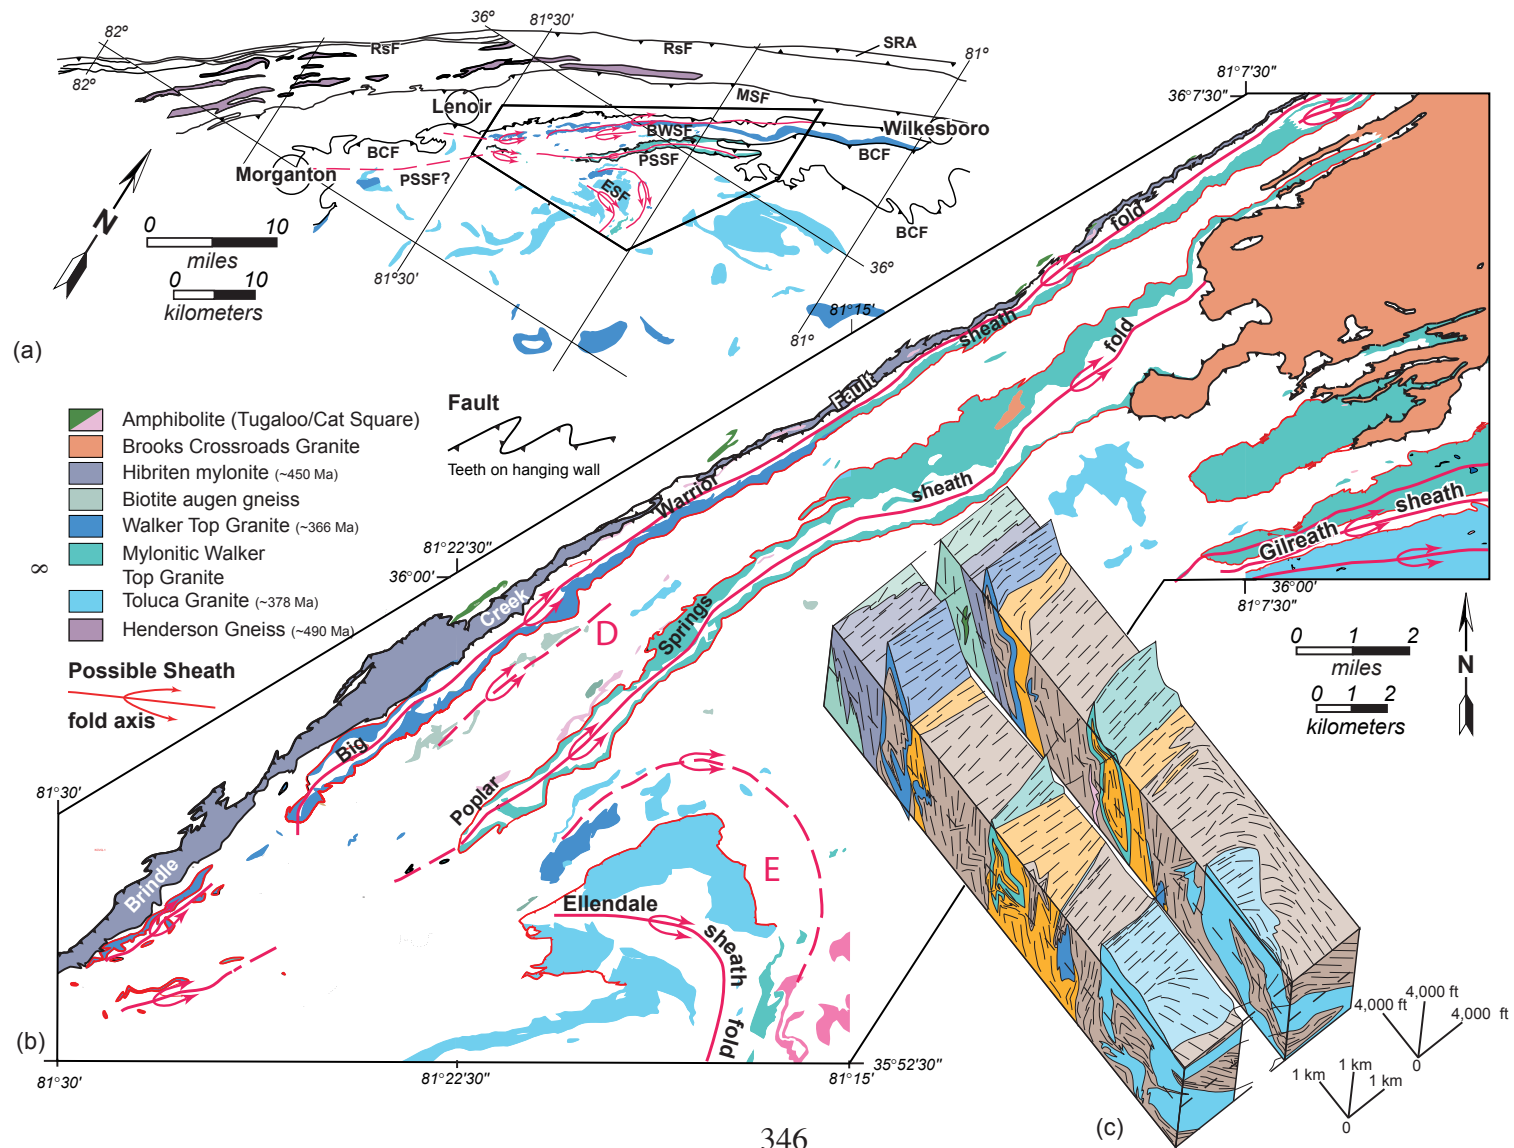 82º
36º
81º30'
RsF
RsF
SRA
81º
82º
MSF
Lenoir
Wilkesboro
BWSF
BCF
PSSF
BCF
Morganton
PSSF?
ESF
BCF
N
0 10
miles
0 10
kilometers
81º30'
36º
81º
81°15'
(a)
81°7'30"
36°7'30"
Amphibolite (Tugaloo/Cat Square)
Brooks Crossroads Granite
Hibriten mylonite (~450 Ma)
Biotite augen gneiss
Walker Top Granite (~366 Ma)
Mylonitic Walker
Top Granite
Toluca Granite (~378 Ma)
Henderson Gneiss (~490 Ma)
Possible Sheath
fold axis
Fault
Teeth on hanging wall
8
Brindle
Creek
Fault
Big
Warrior
sheath
fold
Poplar
Springs
sheath
fold
Gilreath
sheath
Ellendale
sheath
fold
D
E
81°22'30"
36°00'
36°00'
81°7'30"
0 1 2
miles
0 1 2
kilometers
N
81°30'
(b)
81°30'
81°22'30"
81°15'
35°52'30"
4,000 ft
4,000 ft
4,000 ft
0
1 km
1 km
1 km
0
(c)
346